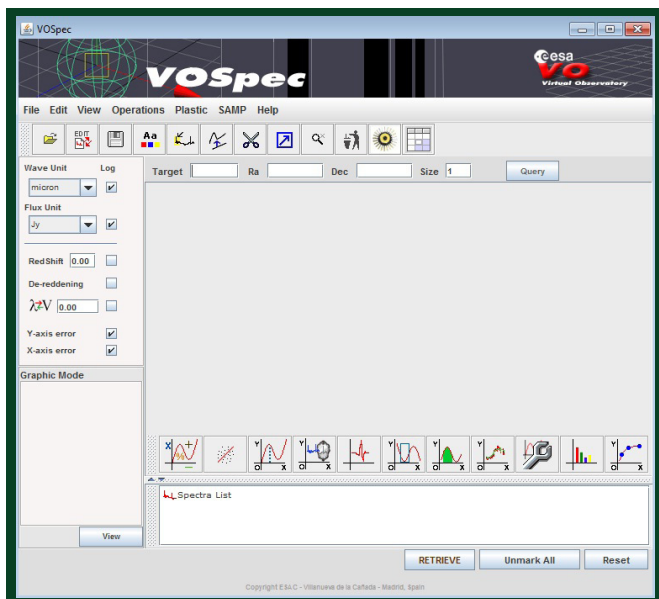 VOSpec
VOSpec
esa
VO
Virtual Observatory
File Edit View Operations Plastic SAMP Help
EDIT
Aa
Wave Unit Log
Target Ra Dec Size 1 Query
micron
Flux Unit
Jy
RedShift 0.00
De-reddening
λ⇄V 0.00
Y-axis error
X-axis error
Graphic Mode
X Y O X Y O X Y O X Y O X Y O X Y O X
Spectra List
View
RETRIEVE Unmark All Reset
Copyright ESAC - Villanueva de la Cañada - Madrid, Spain